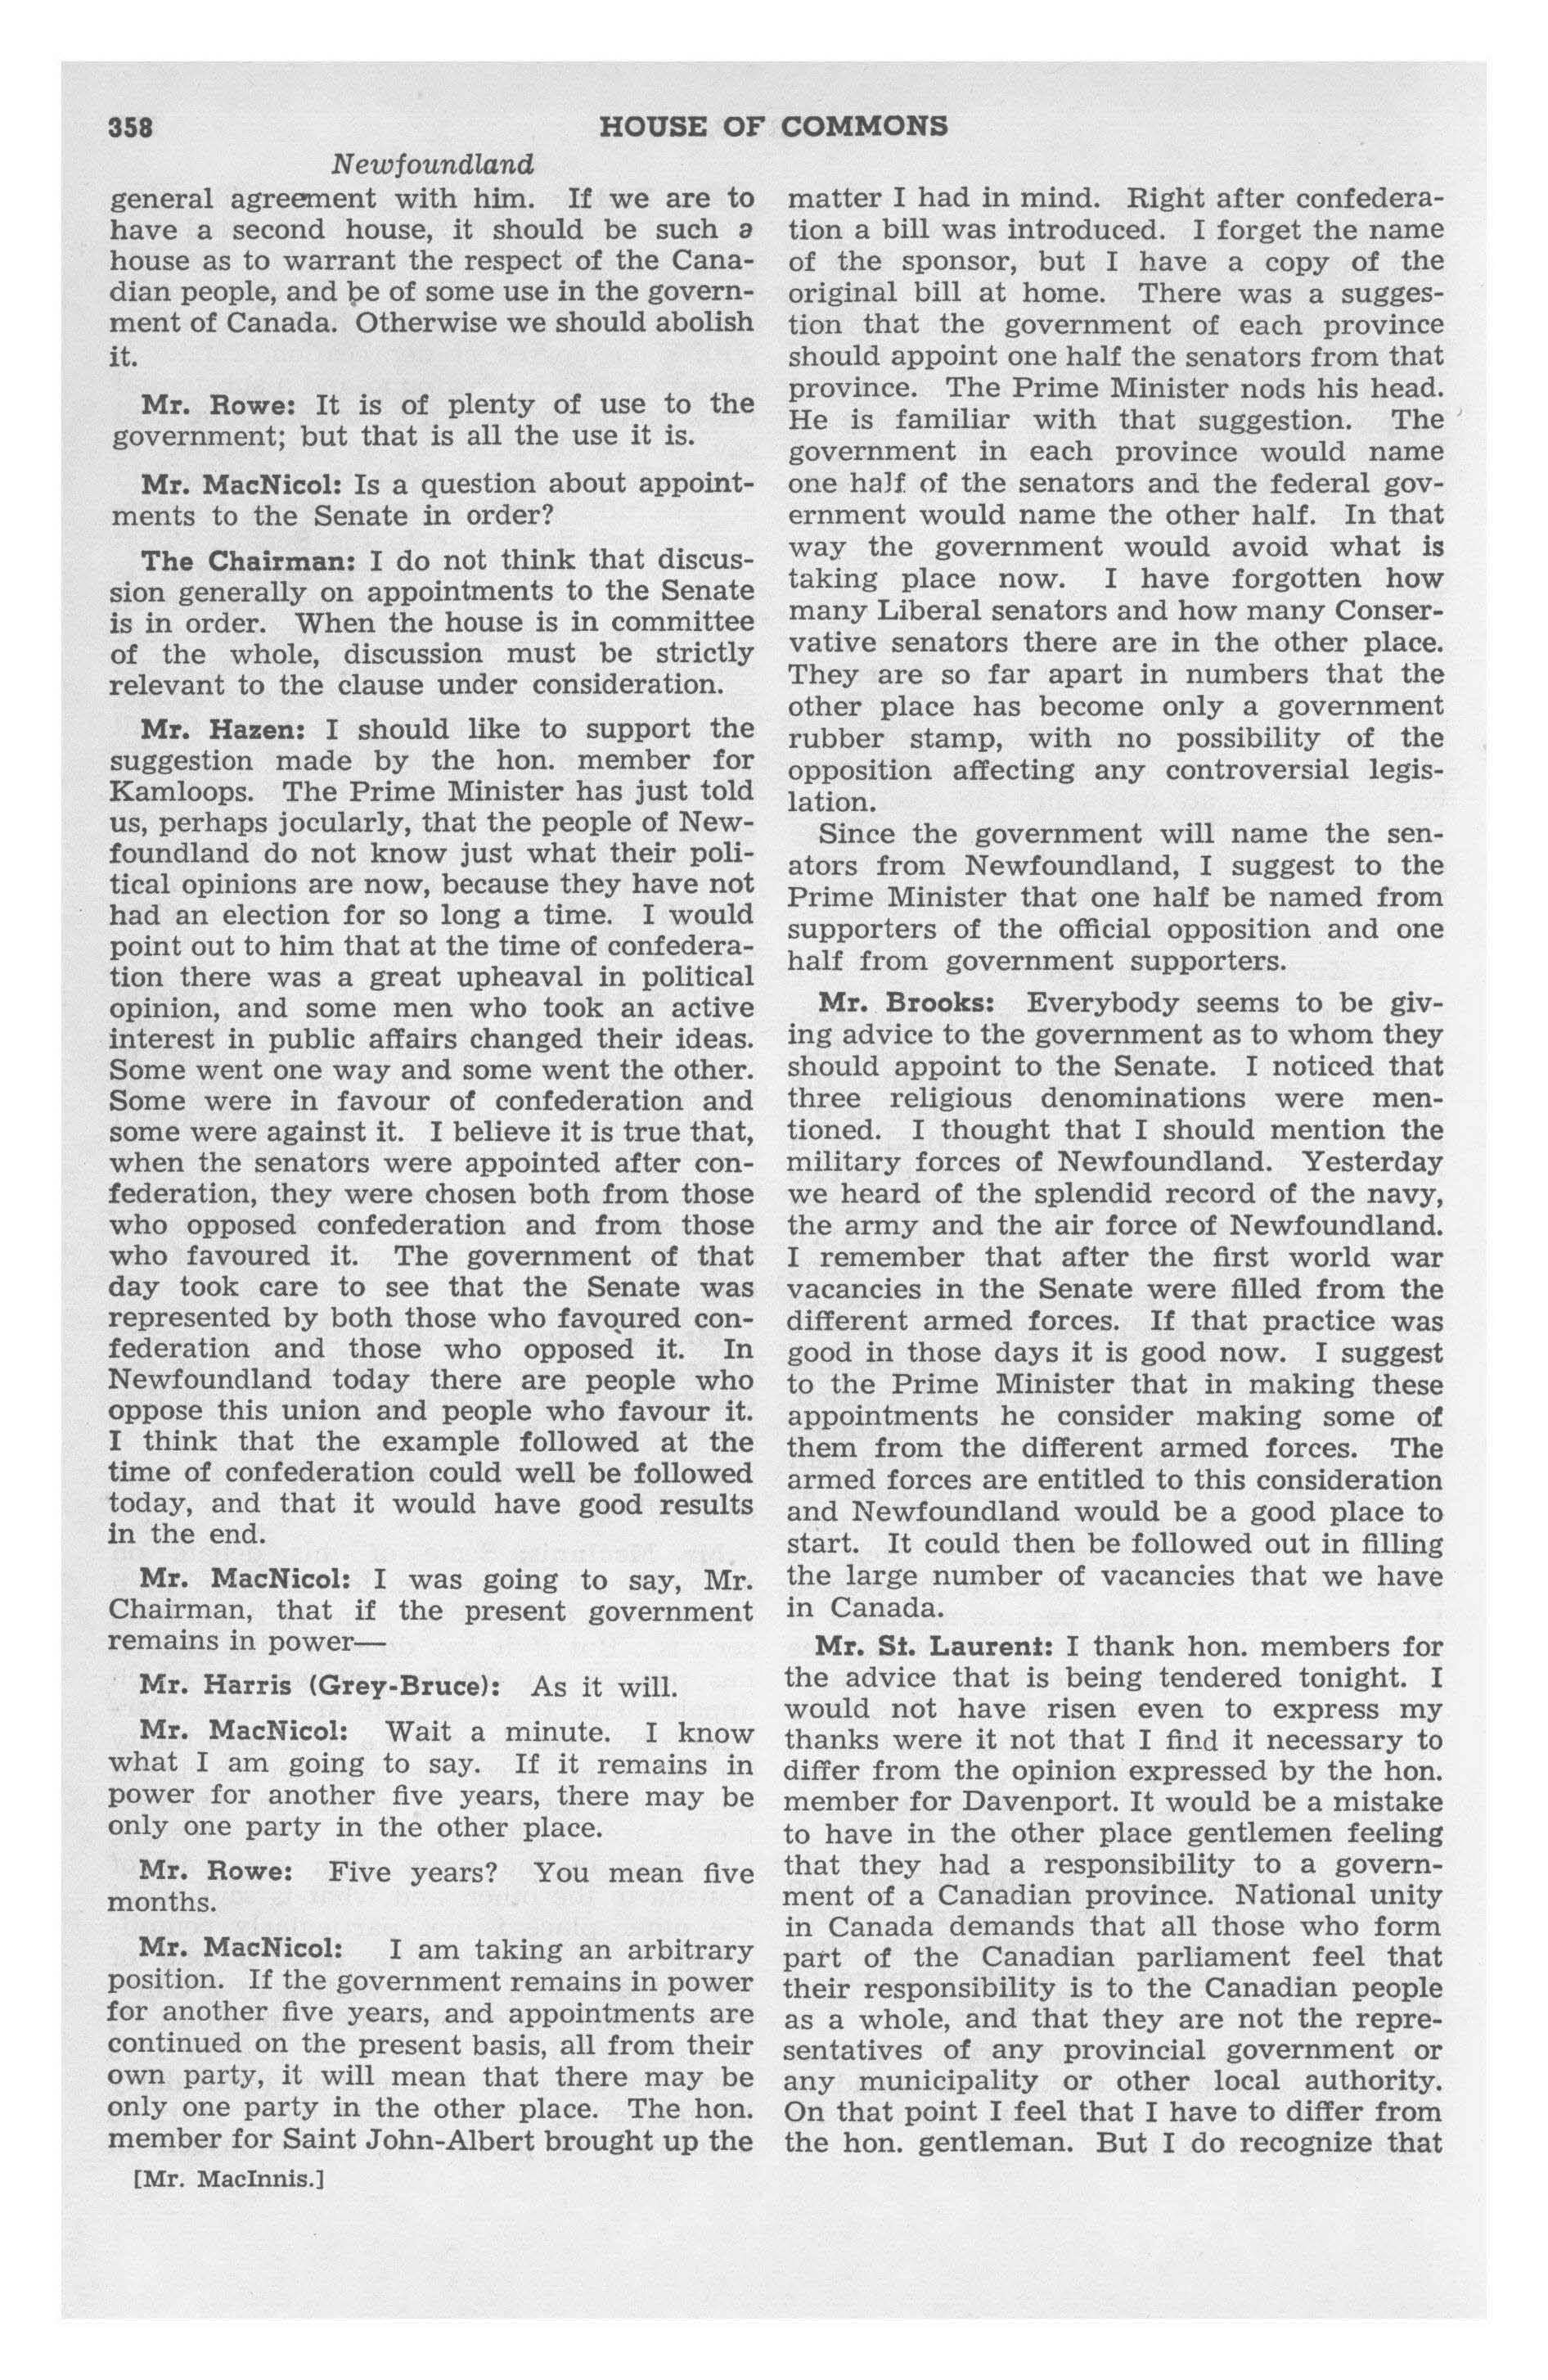 358
HOUSE OF COMMONS
Newfoundland
general agreement with him. If we are to
have a second house, it should be such a
house as to warrant the respect of the Cana-
dian people, and be of some use in the govern-
ment of Canada. Otherwise we should abolish
it.
Mr. Rowe: It is of plenty of use to the
government; but that is all the use it is.
Mr. MacNicol: Is a question about appoint-
ments to the Senate in order?
The Chairman: I do not think that discus-
sion generally on appointments to the Senate
is in order. When the house is in committee
of the whole, discussion must be strictly
relevant to the clause under consideration.
Mr. Hazen: I should like to support the
suggestion made by the hon. member for
Kamloops. The Prime Minister has just told
us, perhaps jocularly, that the people of New-
foundland do not know just what their poli-
tical opinions are now, because they have not
had an election for so long a time. I would
point out to him that at the time of confedera-
tion there was a great upheaval in political
opinion, and some men who took an active
interest in public affairs changed their ideas.
Some went one way and some went the other.
Some were in favour of confederation and
some were against it. I believe it is true that,
when the senators were appointed after con-
federation, they were chosen both from those
who opposed confederation and from those
who favoured it. The government of that
day took care to see that the Senate was
represented by both those who favoured con-
federation and those who opposed it. In
Newfoundland today there are people who
oppose this union and people who favour it.
I think that the example followed at the
time of confederation could well be followed
today, and that it would have good results
in the end.
Mr. MacNicol: I was going to say, Mr.
Chairman, that if the present government
remains in power—
Mr. Harris (Grey-Bruce): As it will.
Mr. MacNicol: Wait a minute. I know
what I am going to say. If it remains in
power for another five years, there may be
only one party in the other place.
Mr. Rowe: Five years? You mean five
months.
Mr. MacNicol: I am taking an arbitrary
position. If the government remains in power
for another five years, and appointments are
continued on the present basis, all from their
own party, it will mean that there may be
only one party in the other place. The hon.
member for Saint John-Albert brought up the
[Mr. MacInnis.]
matter I had in mind. Right after confedera-
tion a bill was introduced. I forget the name
of the sponsor, but I have a copy of the
original bill at home. There was a sugges-
tion that the government of each province
should appoint one half the senators from that
province. The Prime Minister nods his head.
He is familiar with that suggestion. The
government in each province would name
one half of the senators and the federal gov-
ernment would name the other half. In that
way the government would avoid what is
taking place now. I have forgotten how
many Liberal senators and how many Conser-
vative senators there are in the other place.
They are so far apart in numbers that the
other place has become only a government
rubber stamp, with no possibility of the
opposition affecting any controversial legis-
lation.
Since the government will name the sen-
ators from Newfoundland, I suggest to the
Prime Minister that one half be named from
supporters of the official opposition and one
half from government supporters.
Mr. Brooks: Everybody seems to be giv-
ing advice to the government as to whom they
should appoint to the Senate. I noticed that
three religious denominations were men-
tioned. I thought that I should mention the
military forces of Newfoundland. Yesterday
we heard of the splendid record of the navy,
the army and the air force of Newfoundland.
I remember that after the first world war
vacancies in the Senate were filled from the
different armed forces. If that practice was
good in those days it is good now. I suggest
to the Prime Minister that in making these
appointments he consider making some of
them from the different armed forces. The
armed forces are entitled to this consideration
and Newfoundland would be a good place to
start. It could then be followed out in filling
the large number of vacancies that we have
in Canada.
Mr. St. Laurent: I thank hon. members for
the advice that is being tendered tonight. I
would not have risen even to express my
thanks were it not that I find it necessary to
differ from the opinion expressed by the hon.
member for Davenport. It would be a mistake
to have in the other place gentlemen feeling
that they had a responsibility to a govern-
ment of a Canadian province. National unity
in Canada demands that all those who form
part of the Canadian parliament feel that
their responsibility is to the Canadian people
as a whole, and that they are not the repre-
sentatives of any provincial government or
any municipality or other local authority.
On that point I feel that I have to differ from
the hon. gentleman. But I do recognize that